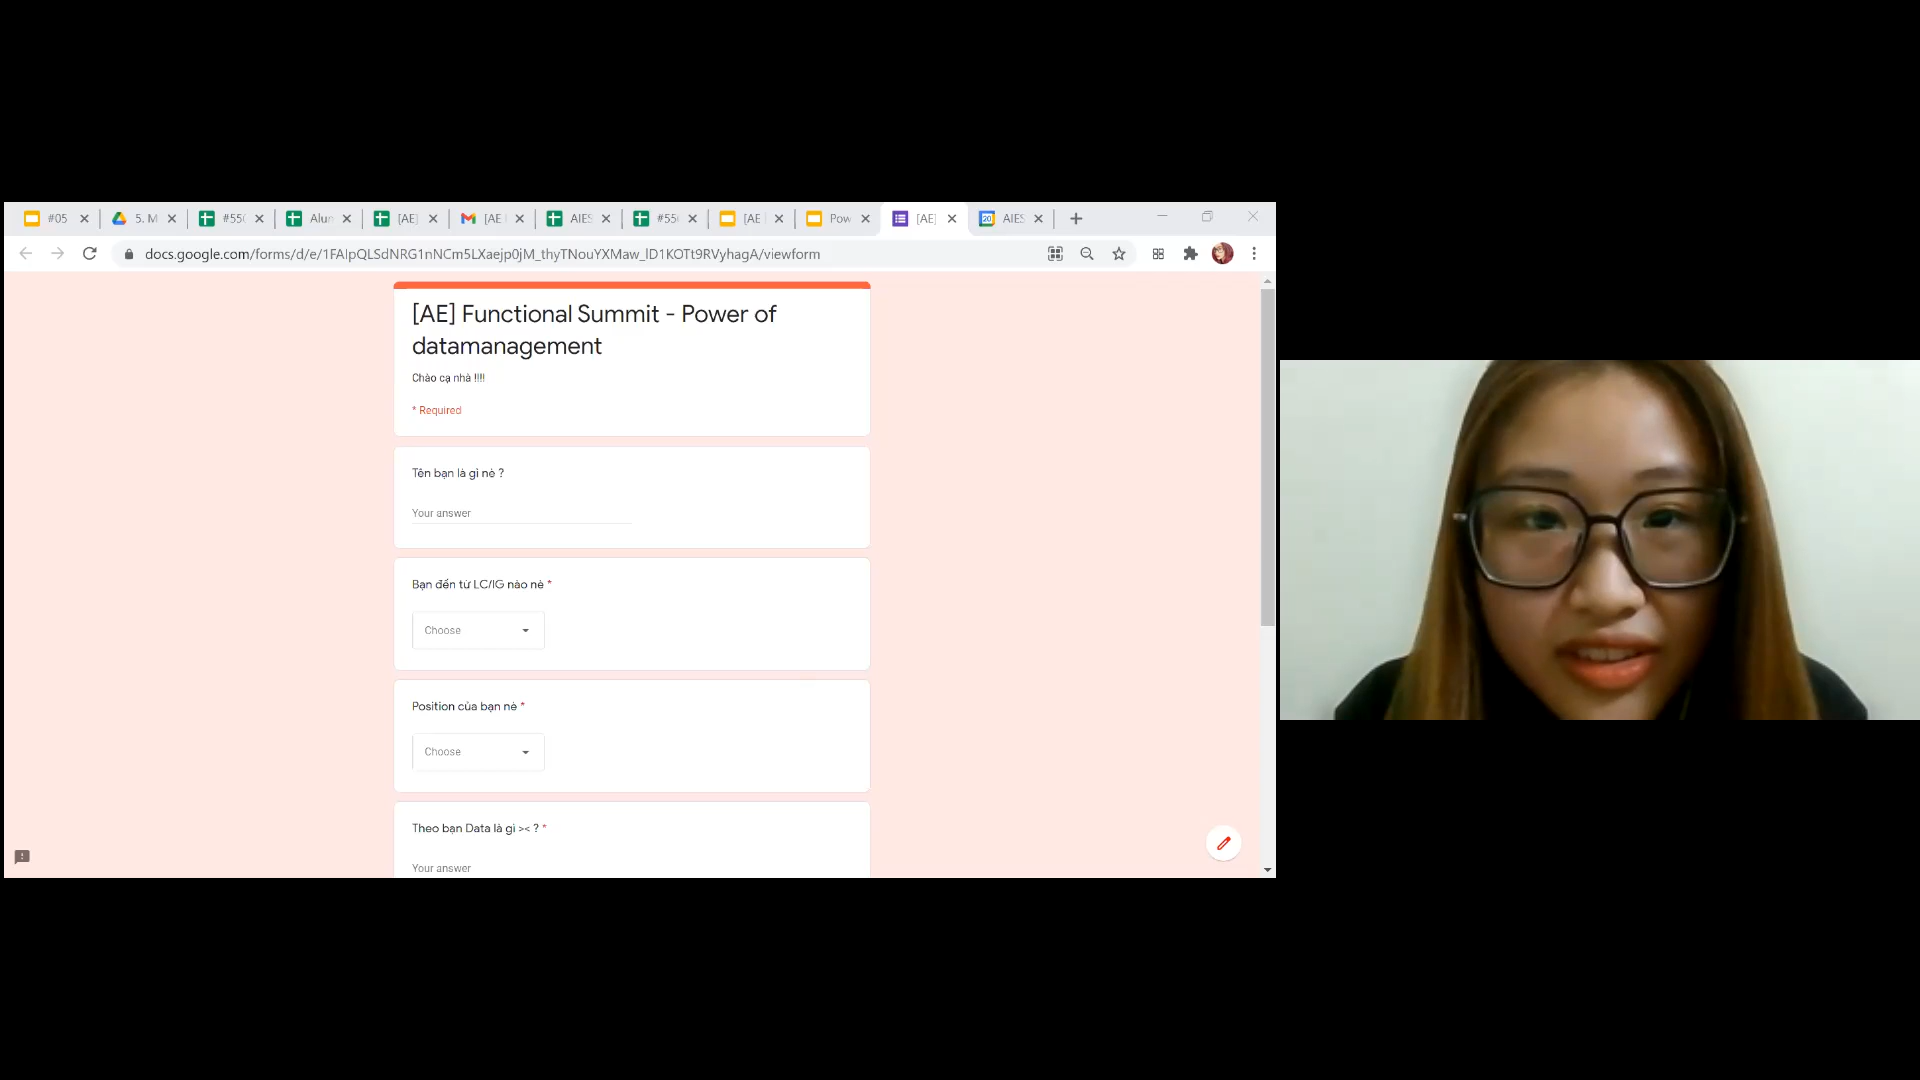 #05
5. M
#55
Alu
[AE]
[AE
AIES
#55
[AE
Pow
[AE]
20
AIES
docs.google.com/forms/d/e/1FAIpQLSdNRG1nNCm5LXaejp0jM_thyTNouYXMaw_lD1KOTt9RVyhagA/viewform
[AE] Functional Summit - Power of
datamanagement
Chào cạ nhà !!!!
* Required
Tên bạn là gì nè ?
Your answer
Bạn đến từ LC/IG nào nè *
Choose
Position của bạn nè *
Choose
Theo bạn Data là gì >< ? *
Your answer